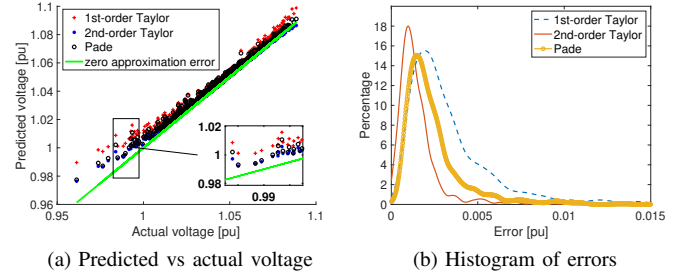 1st-order Taylor
2nd-order Taylor
Pade
zero approximation error
1.1
1.08
1.06
1.04
1.02
1
0.98
0.96
Predicted voltage [pu]
1.02
1
0.98
0.99
0.95
1
1.05
1.1
Actual voltage [pu]
(a) Predicted vs actual voltage
1st-order Taylor
2nd-order Taylor
Pade
18
16
14
12
10
8
6
4
2
0
Percentage
0
0.005
0.01
0.015
Error [pu]
(b) Histogram of errors